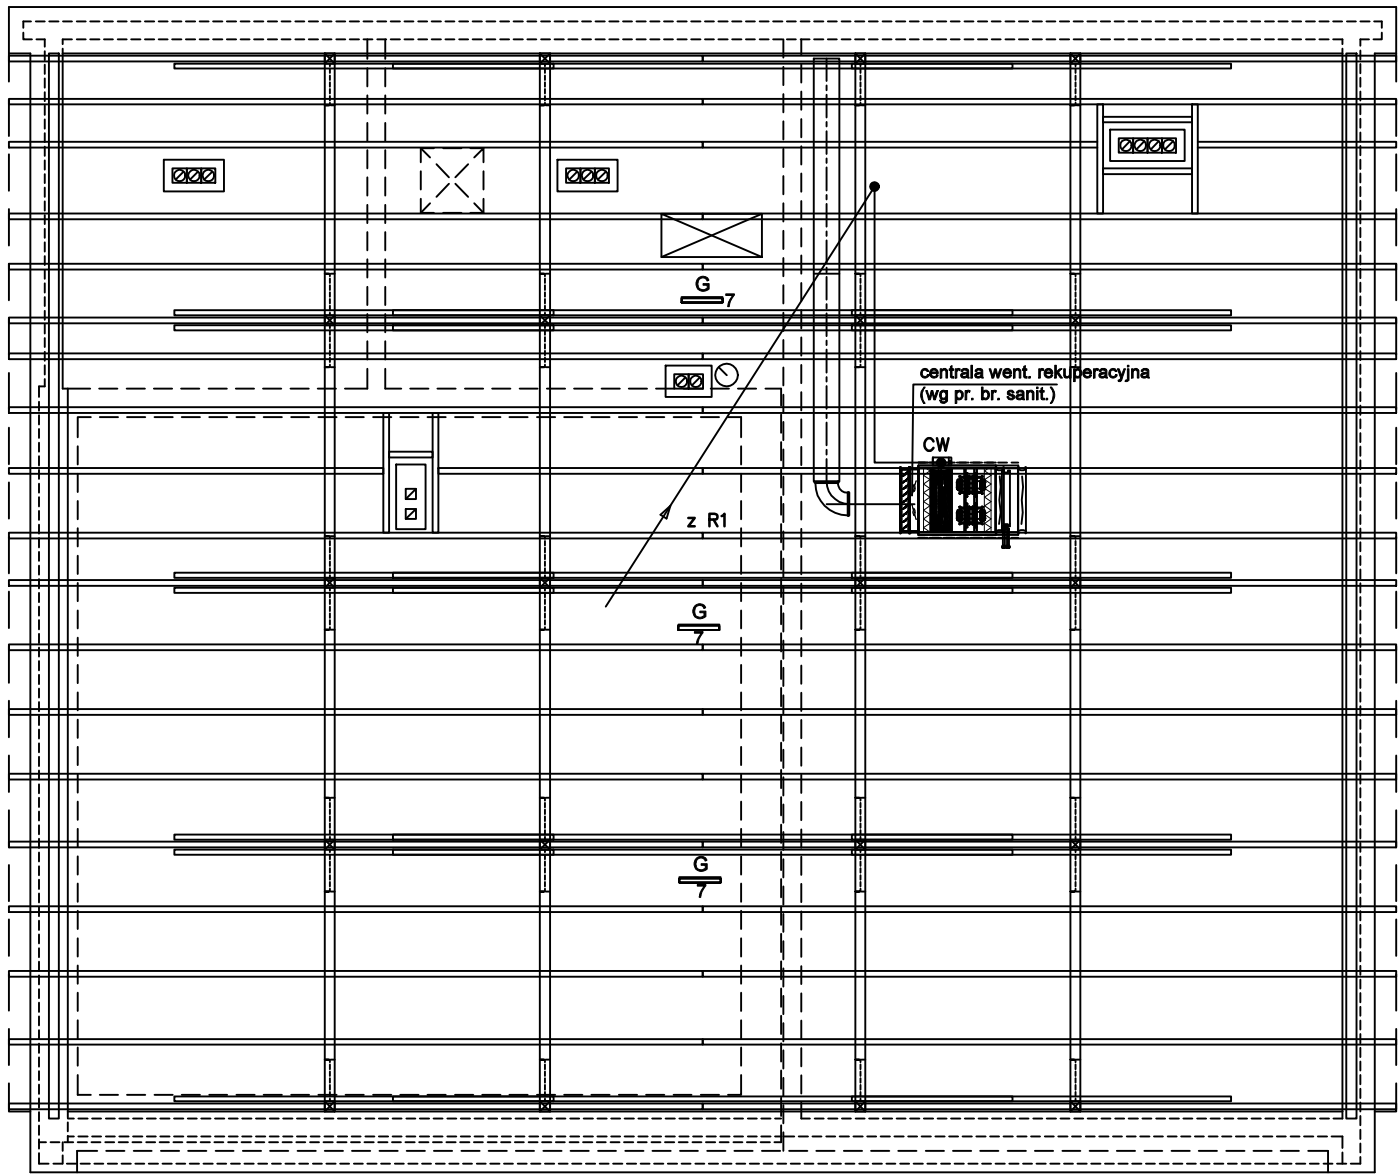 G
7
centrala went. rekuperacyjna
(wg pr. br. sanit.)
CW
z R1
G
7
G
7